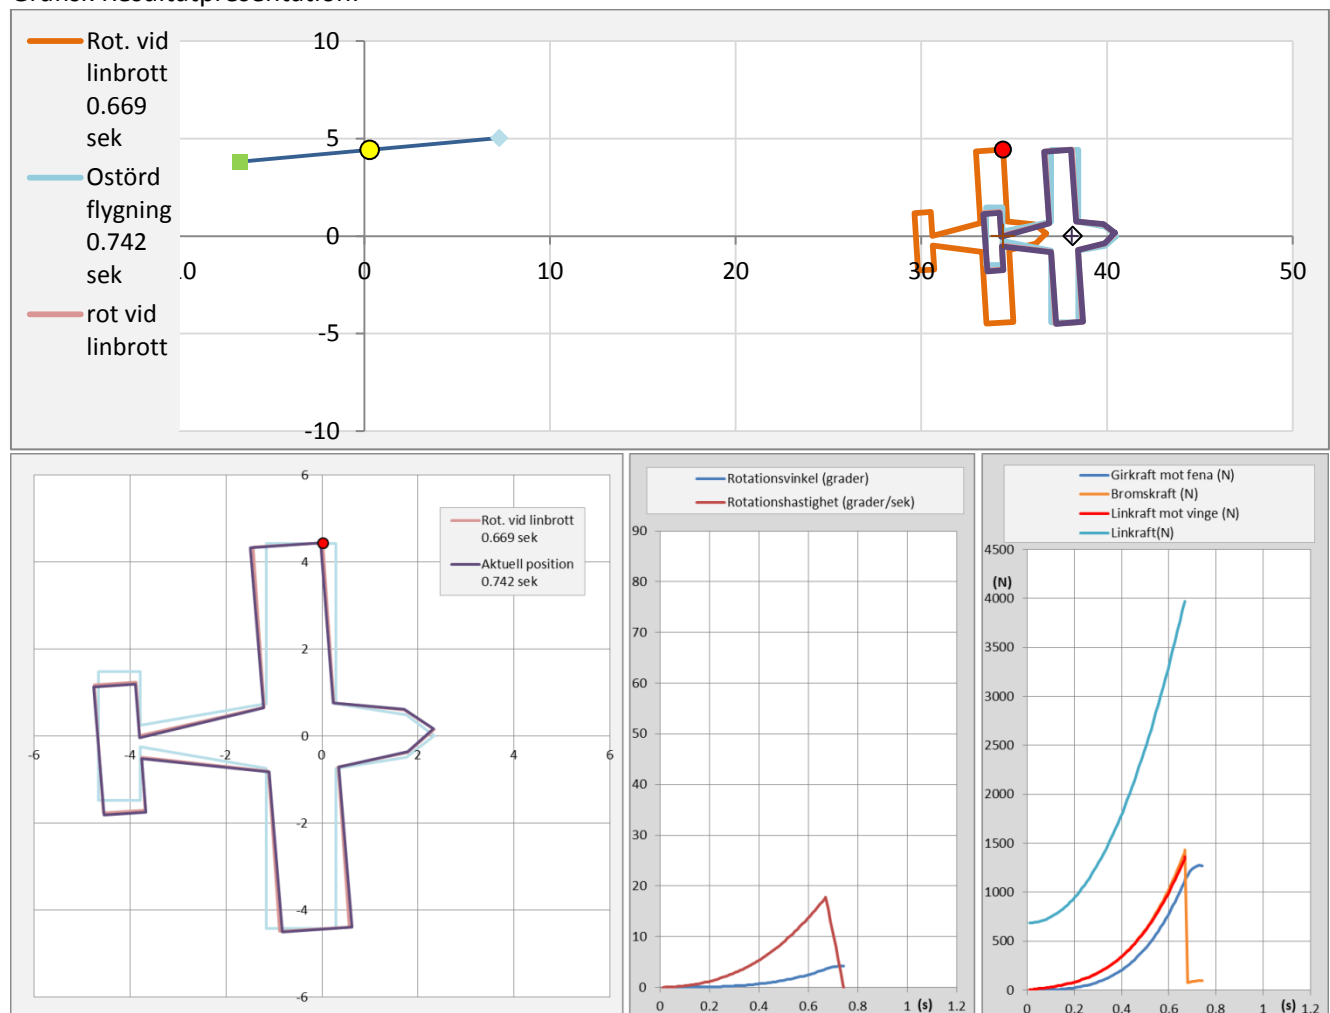 Grafisk Resultatpresentation:
Rot. vid
linbrott
0.669
sek
Ostörd
flygning
0.742
sek
rot vid
linbrott
10
5
0
-5
-10
10
0
10
20
30
40
50
6
4
2
0
-2
-4
-6
-6
-4
-2
0
2
4
6
Rot. vid linbrott
0.669 sek
Aktuell position
0.742 sek
Rotationsvinkel (grader)
Rotationshastighet (grader/sek)
90
80
70
60
50
40
30
20
10
0
0
0.2
0.4
0.6
0.8
1
(s)
1.2
Girkraft mot fena (N)
Bromskraft (N)
Linkraft mot vinge (N)
Linkraft(N)
4500
(N)
4000
3500
3000
2500
2000
1500
1000
500
0
0
0.2
0.4
0.6
0.8
1
(s)
1.2